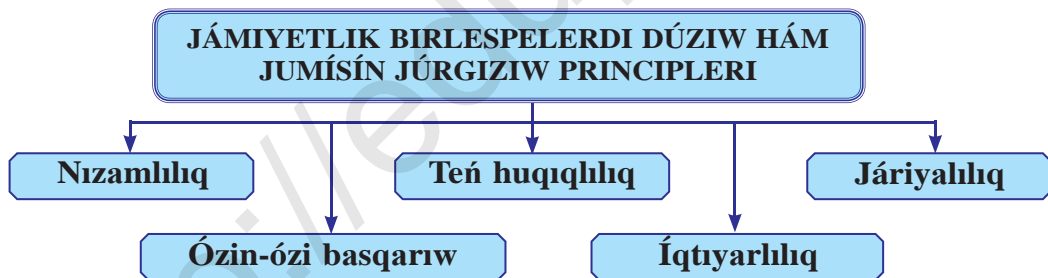 JÁMIYETLIK BIRLESPELERDI DÚZIW HÁM
JUMÍSÍN JÚRGIZIW PRINCIPLERI
Nızamlılıq
Teń huqıqlılıq
Járiyalılıq
Ózin-ózi basqarıw
Íqtıyarlılıq